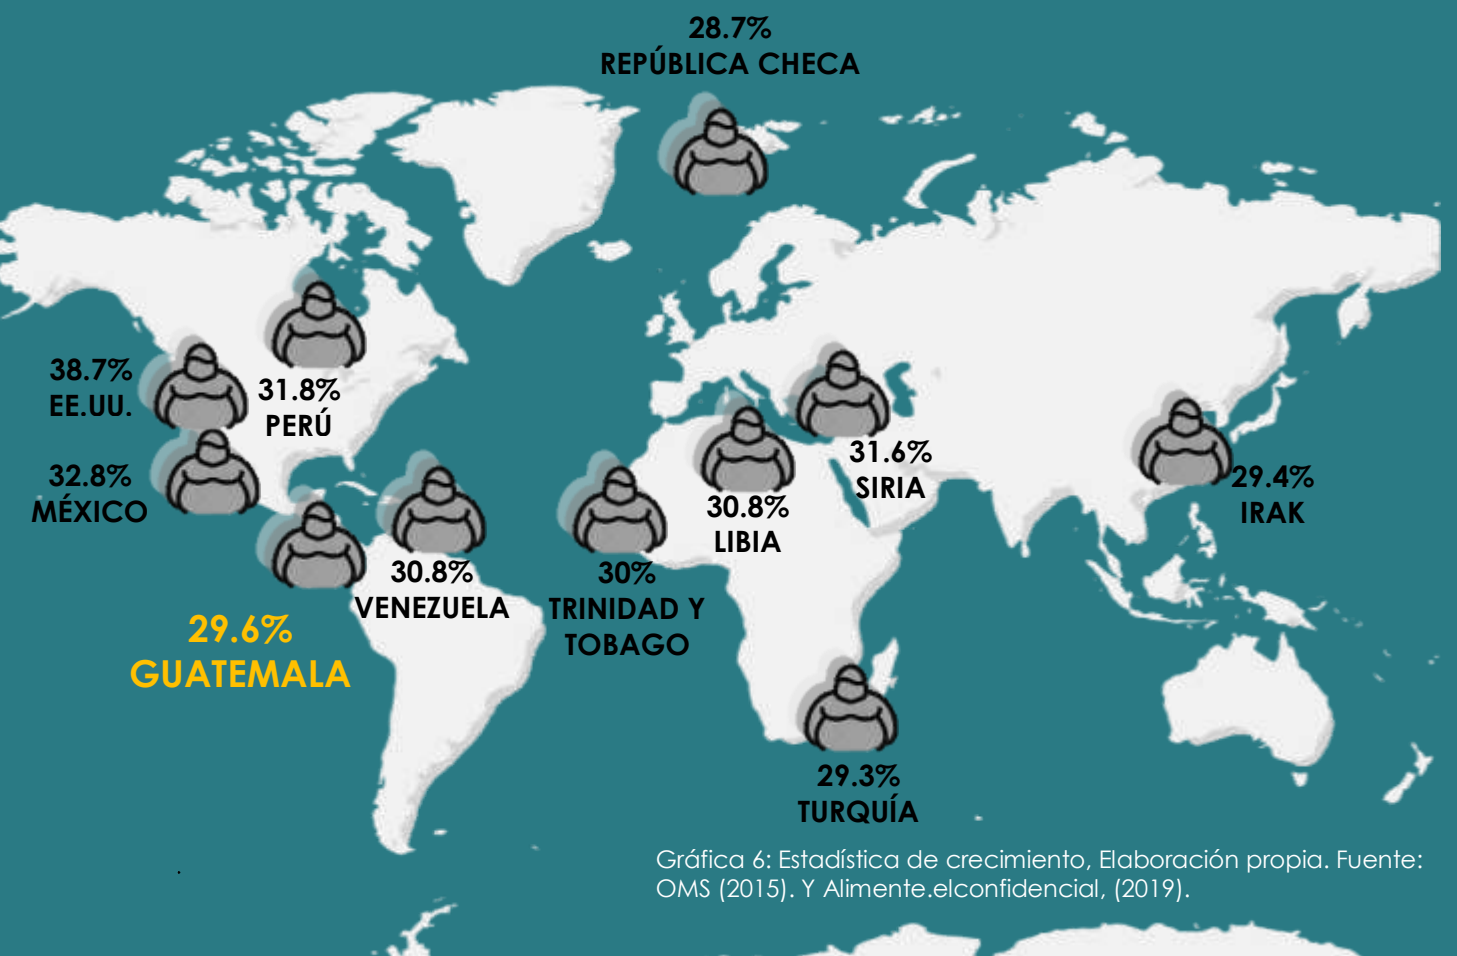 28.7%
REPÚBLICA CHECA
38.7%
EE.UU.
31.8%
PERÚ
32.8%
MÉXICO
31.6%
SIRIA
30.8%
LIBIA
29.4%
IRAK
30.8%
VENEZUELA
30%
TRINIDAD Y
TOBAGO
29.6%
GUATEMALA
29.3%
TURQUÍA
Gráfica 6: Estadística de crecimiento, Elaboración propia. Fuente:
OMS (2015). Y Alimente.elconfidencial, (2019).
.